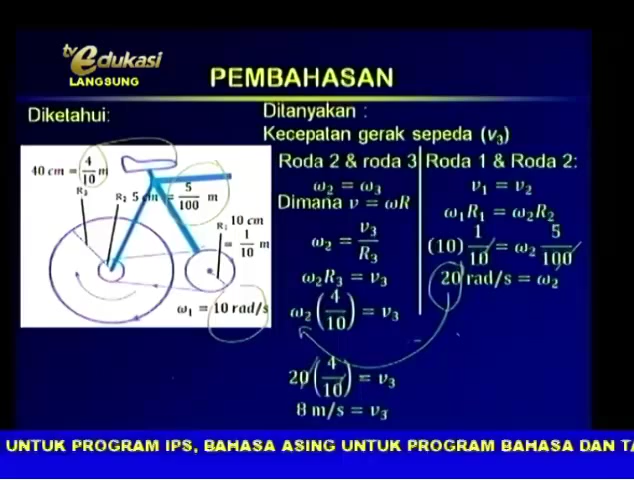 tv edukasi
LANGSUNG
PEMBAHASAN
Diketahui:
40 cm = 4/10 m
R₃
R₂ 5 cm = 5/100 m
R₁ 10 cm = 1/10 m
ω₁ = 10 rad/s
Ditanyakan :
Kecepatan gerak sepeda (v₃)
Roda 2 & roda 3
ω₂ = ω₃
Dimana v = ωR
ω₂ = v₃/R₃
ω₂R₃ = v₃
ω₂(4/10) = v₃
20(4/10) = v₃
8 m/s = v₃
Roda 1 & Roda 2:
v₁ = v₂
ω₁R₁ = ω₂R₂
(10) 1/10 = ω₂ 5/100
20 rad/s = ω₂
UNTUK PROGRAM IPS, BAHASA ASING UNTUK PROGRAM BAHASA DAN TA